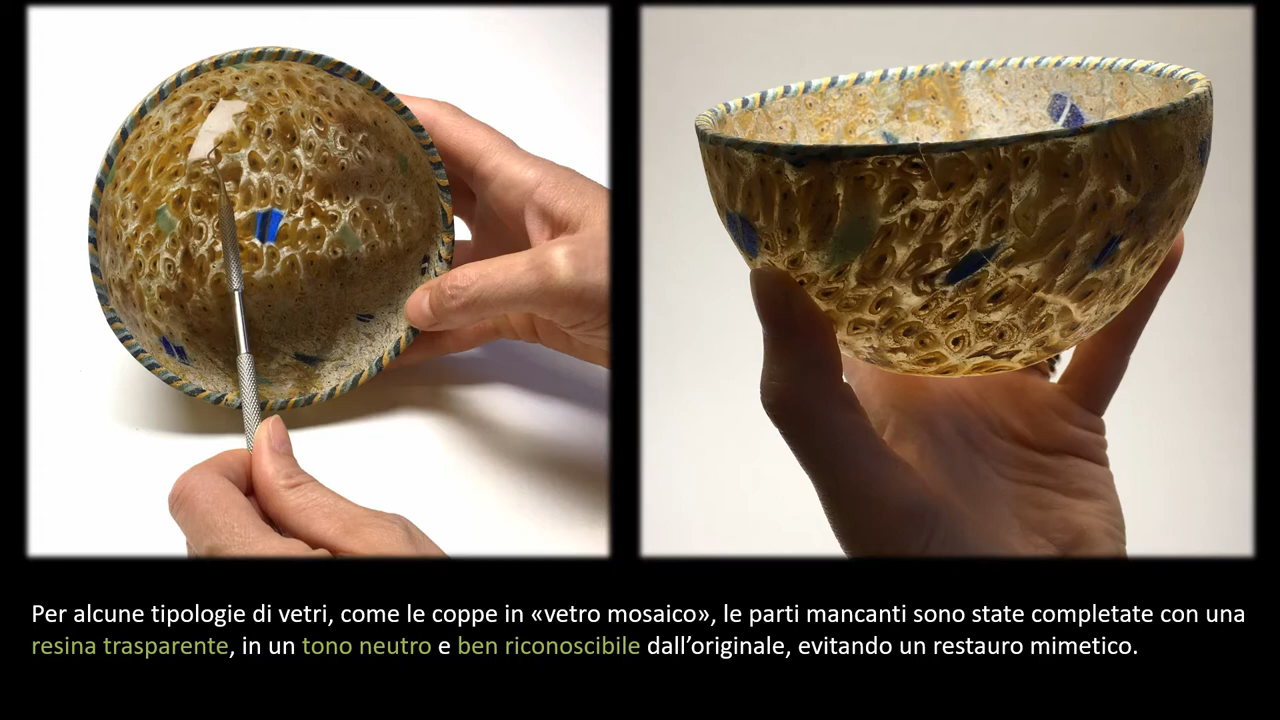 Per alcune tipologie di vetri, come le coppe in «vetro mosaico», le parti mancanti sono state completate con una
resina trasparente, in un tono neutro e ben riconoscibile dall’originale, evitando un restauro mimetico.